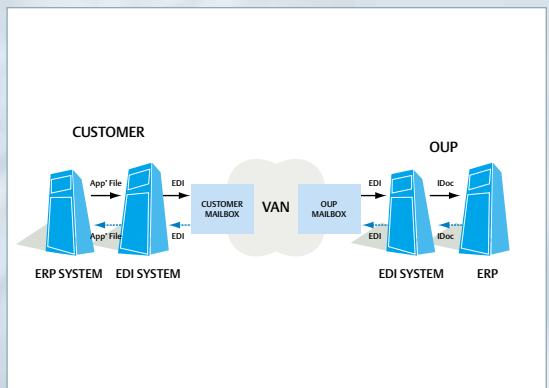 CUSTOMER
OUP
App' File
EDI
EDI
IDoc
CUSTOMER
MAILBOX
VAN
OUP
MAILBOX
App' File
EDI
EDI
IDoc
ERP SYSTEM
EDI SYSTEM
EDI SYSTEM
ERP